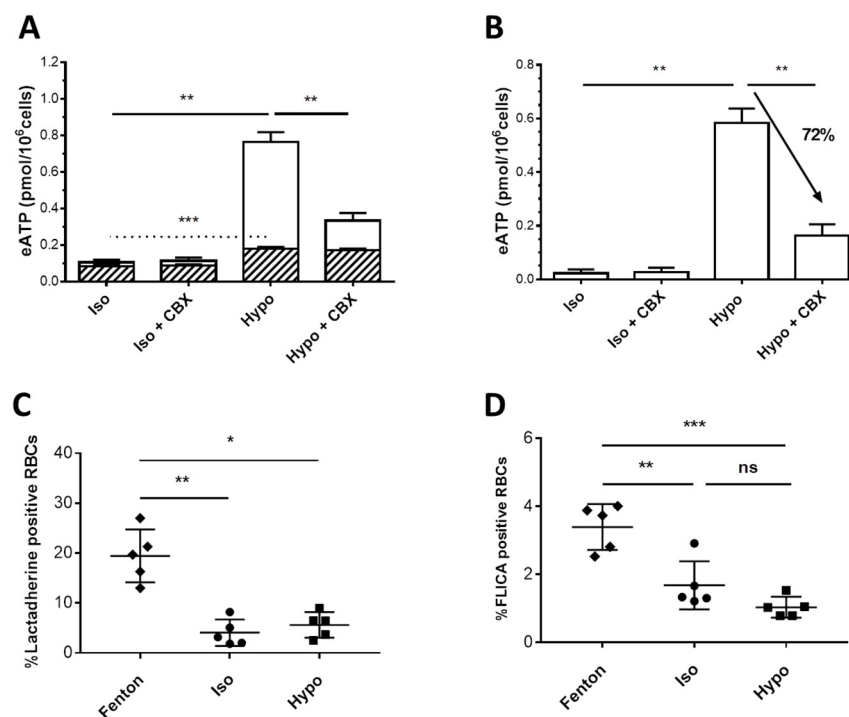 A
eATP (pmol/10⁶cells)
1.2
1.0
0.8
0.6
0.4
0.2
0.0
**
**
***
Iso
Iso + CBX
Hypo
Hypo + CBX
B
eATP (pmol/10⁶cells)
0.8
0.6
0.4
0.2
0.0
**
**
72%
Iso
Iso + CBX
Hypo
Hypo + CBX
C
%Lactadherine positive RBCs
40
30
20
10
0
*
**
Fenton
Iso
Hypo
D
%FLICA positive RBCs
6
4
2
0
***
**
ns
Fenton
Iso
Hypo